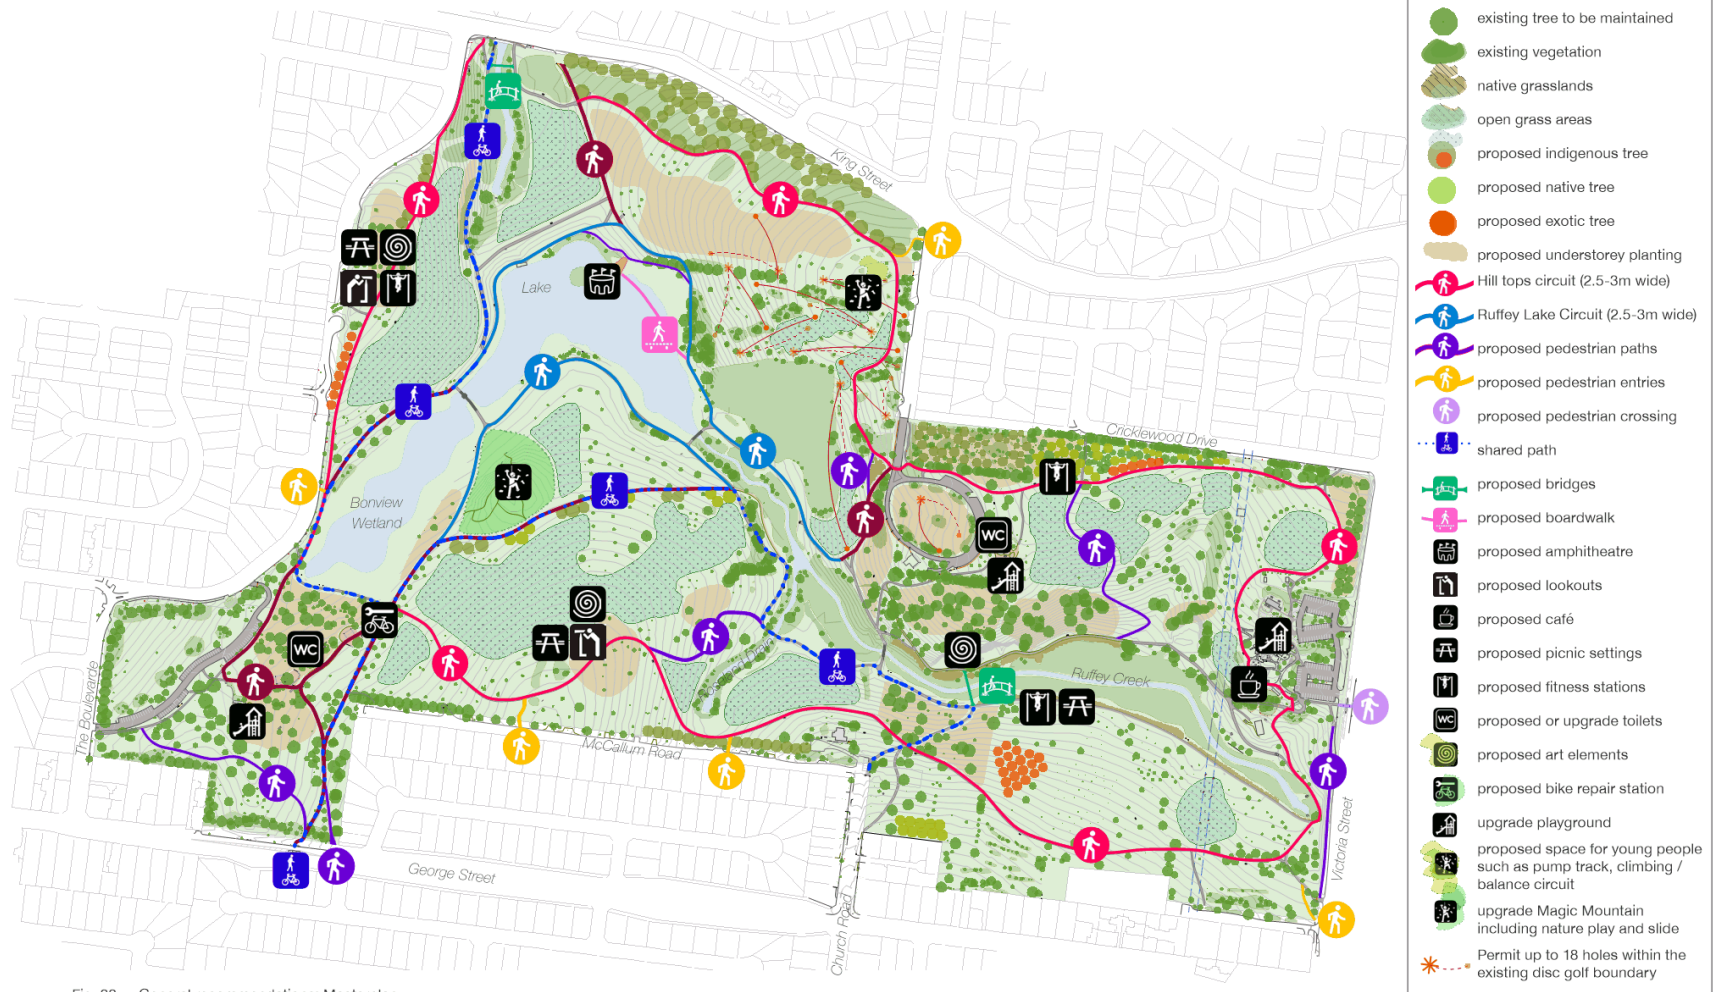 King Street
Lake
Cricklewood Drive
Bonview
Wetland
WC
WC
Bosden Drain
Ruffey Creek
The Boulevarde
McCallum Road
George Street
Church Road
Victoria Street
existing tree to be maintained
existing vegetation
native grasslands
open grass areas
proposed indigenous tree
proposed native tree
proposed exotic tree
proposed understorey planting
Hill tops circuit (2.5-3m wide)
Ruffey Lake Circuit (2.5-3m wide)
proposed pedestrian paths
proposed pedestrian entries
proposed pedestrian crossing
shared path
proposed bridges
proposed boardwalk
proposed amphitheatre
proposed lookouts
proposed café
proposed picnic settings
proposed fitness stations
WC
proposed or upgrade toilets
proposed art elements
proposed bike repair station
upgrade playground
proposed space for young people
such as pump track, climbing /
balance circuit
upgrade Magic Mountain
including nature play and slide
Permit up to 18 holes within the
existing disc golf boundary